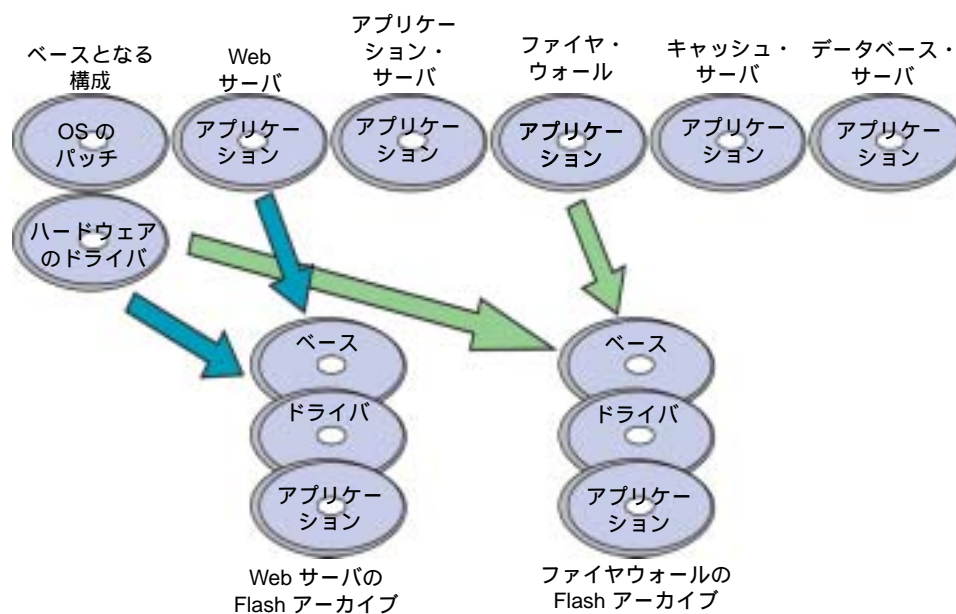 ベースとなる
構成
Web
サーバ
アプリケー
ション・
サーバ
ファイヤ・
ウォール
キャッシュ・
サーバ
データベース・
サーバ
OS の
パッチ
アプリケー
ション
アプリケー
ション
アプリケー
ション
アプリケー
ション
アプリケー
ション
ハードウェア
のドライバ
ベース
ドライバ
アプリケー
ション
Web サーバの
Flash アーカイブ
ベース
ドライバ
アプリケー
ション
ファイヤウォールの
Flash アーカイブ